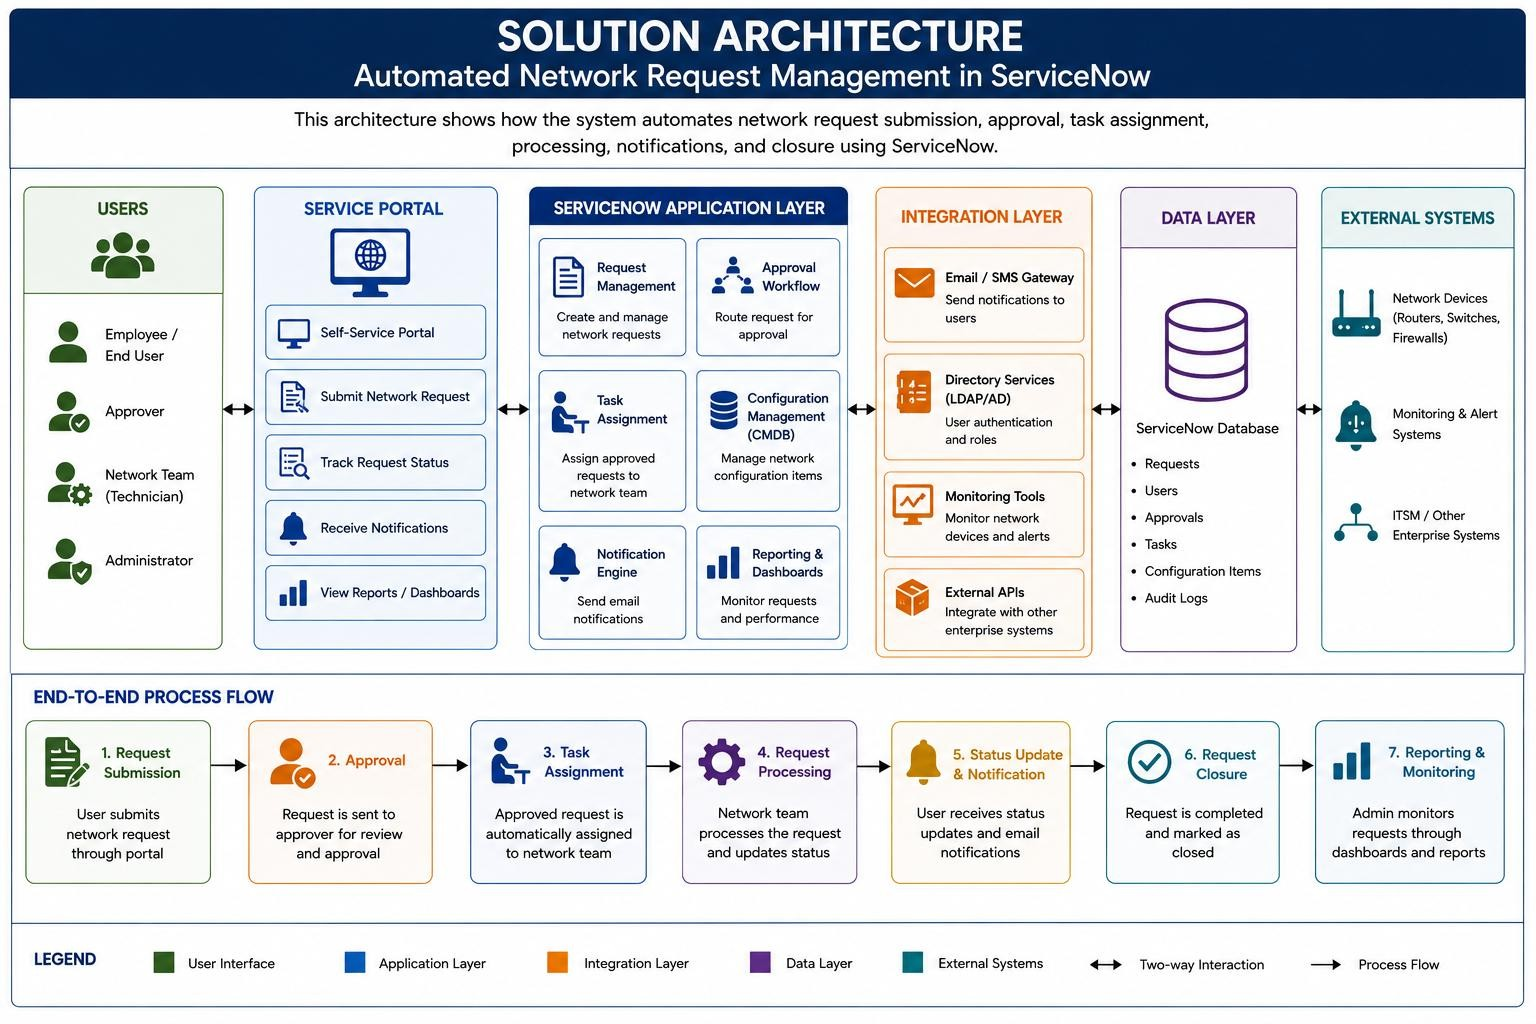 SOLUTION ARCHITECTURE
Automated Network Request Management in ServiceNow
This architecture shows how the system automates network request submission, approval, task assignment,
processing, notifications, and closure using ServiceNow.
USERS
Employee /
End User
Approver
Network Team
(Technician)
Administrator
SERVICE PORTAL
Self-Service Portal
Submit Network Request
Track Request Status
Receive Notifications
View Reports / Dashboards
SERVICENOW APPLICATION LAYER
Request
Management
Create and manage
network requests
Approval
Workflow
Route request for
approval
Task
Assignment
Assign approved
requests to
network team
Configuration
Management
(CMDB)
Manage network
configuration items
Notification
Engine
Send email
notifications
Reporting &
Dashboards
Monitor requests
and performance
INTEGRATION LAYER
Email / SMS Gateway
Send notifications to
users
Directory Services
(LDAP/AD)
User authentication
and roles
Monitoring Tools
Monitor network
devices and alerts
External APIs
Integrate with other
enterprise systems
DATA LAYER
ServiceNow Database
• Requests
• Users
• Approvals
• Tasks
• Configuration Items
• Audit Logs
EXTERNAL SYSTEMS
Network Devices
(Routers, Switches,
Firewalls)
Monitoring & Alert
Systems
ITSM / Other
Enterprise Systems
END-TO-END PROCESS FLOW
1. Request
Submission
User submits
network request
through portal
2. Approval
Request is sent to
approver for review
and approval
3. Task
Assignment
Approved request is
automatically assigned
to network team
4. Request
Processing
Network team
processes the request
and updates status
5. Status Update
& Notification
User receives status
updates and email
notifications
6. Request
Closure
Request is completed
and marked as
closed
7. Reporting &
Monitoring
Admin monitors
requests through
dashboards and reports
LEGEND
User Interface
Application Layer
Integration Layer
Data Layer
External Systems
Two-way Interaction
Process Flow